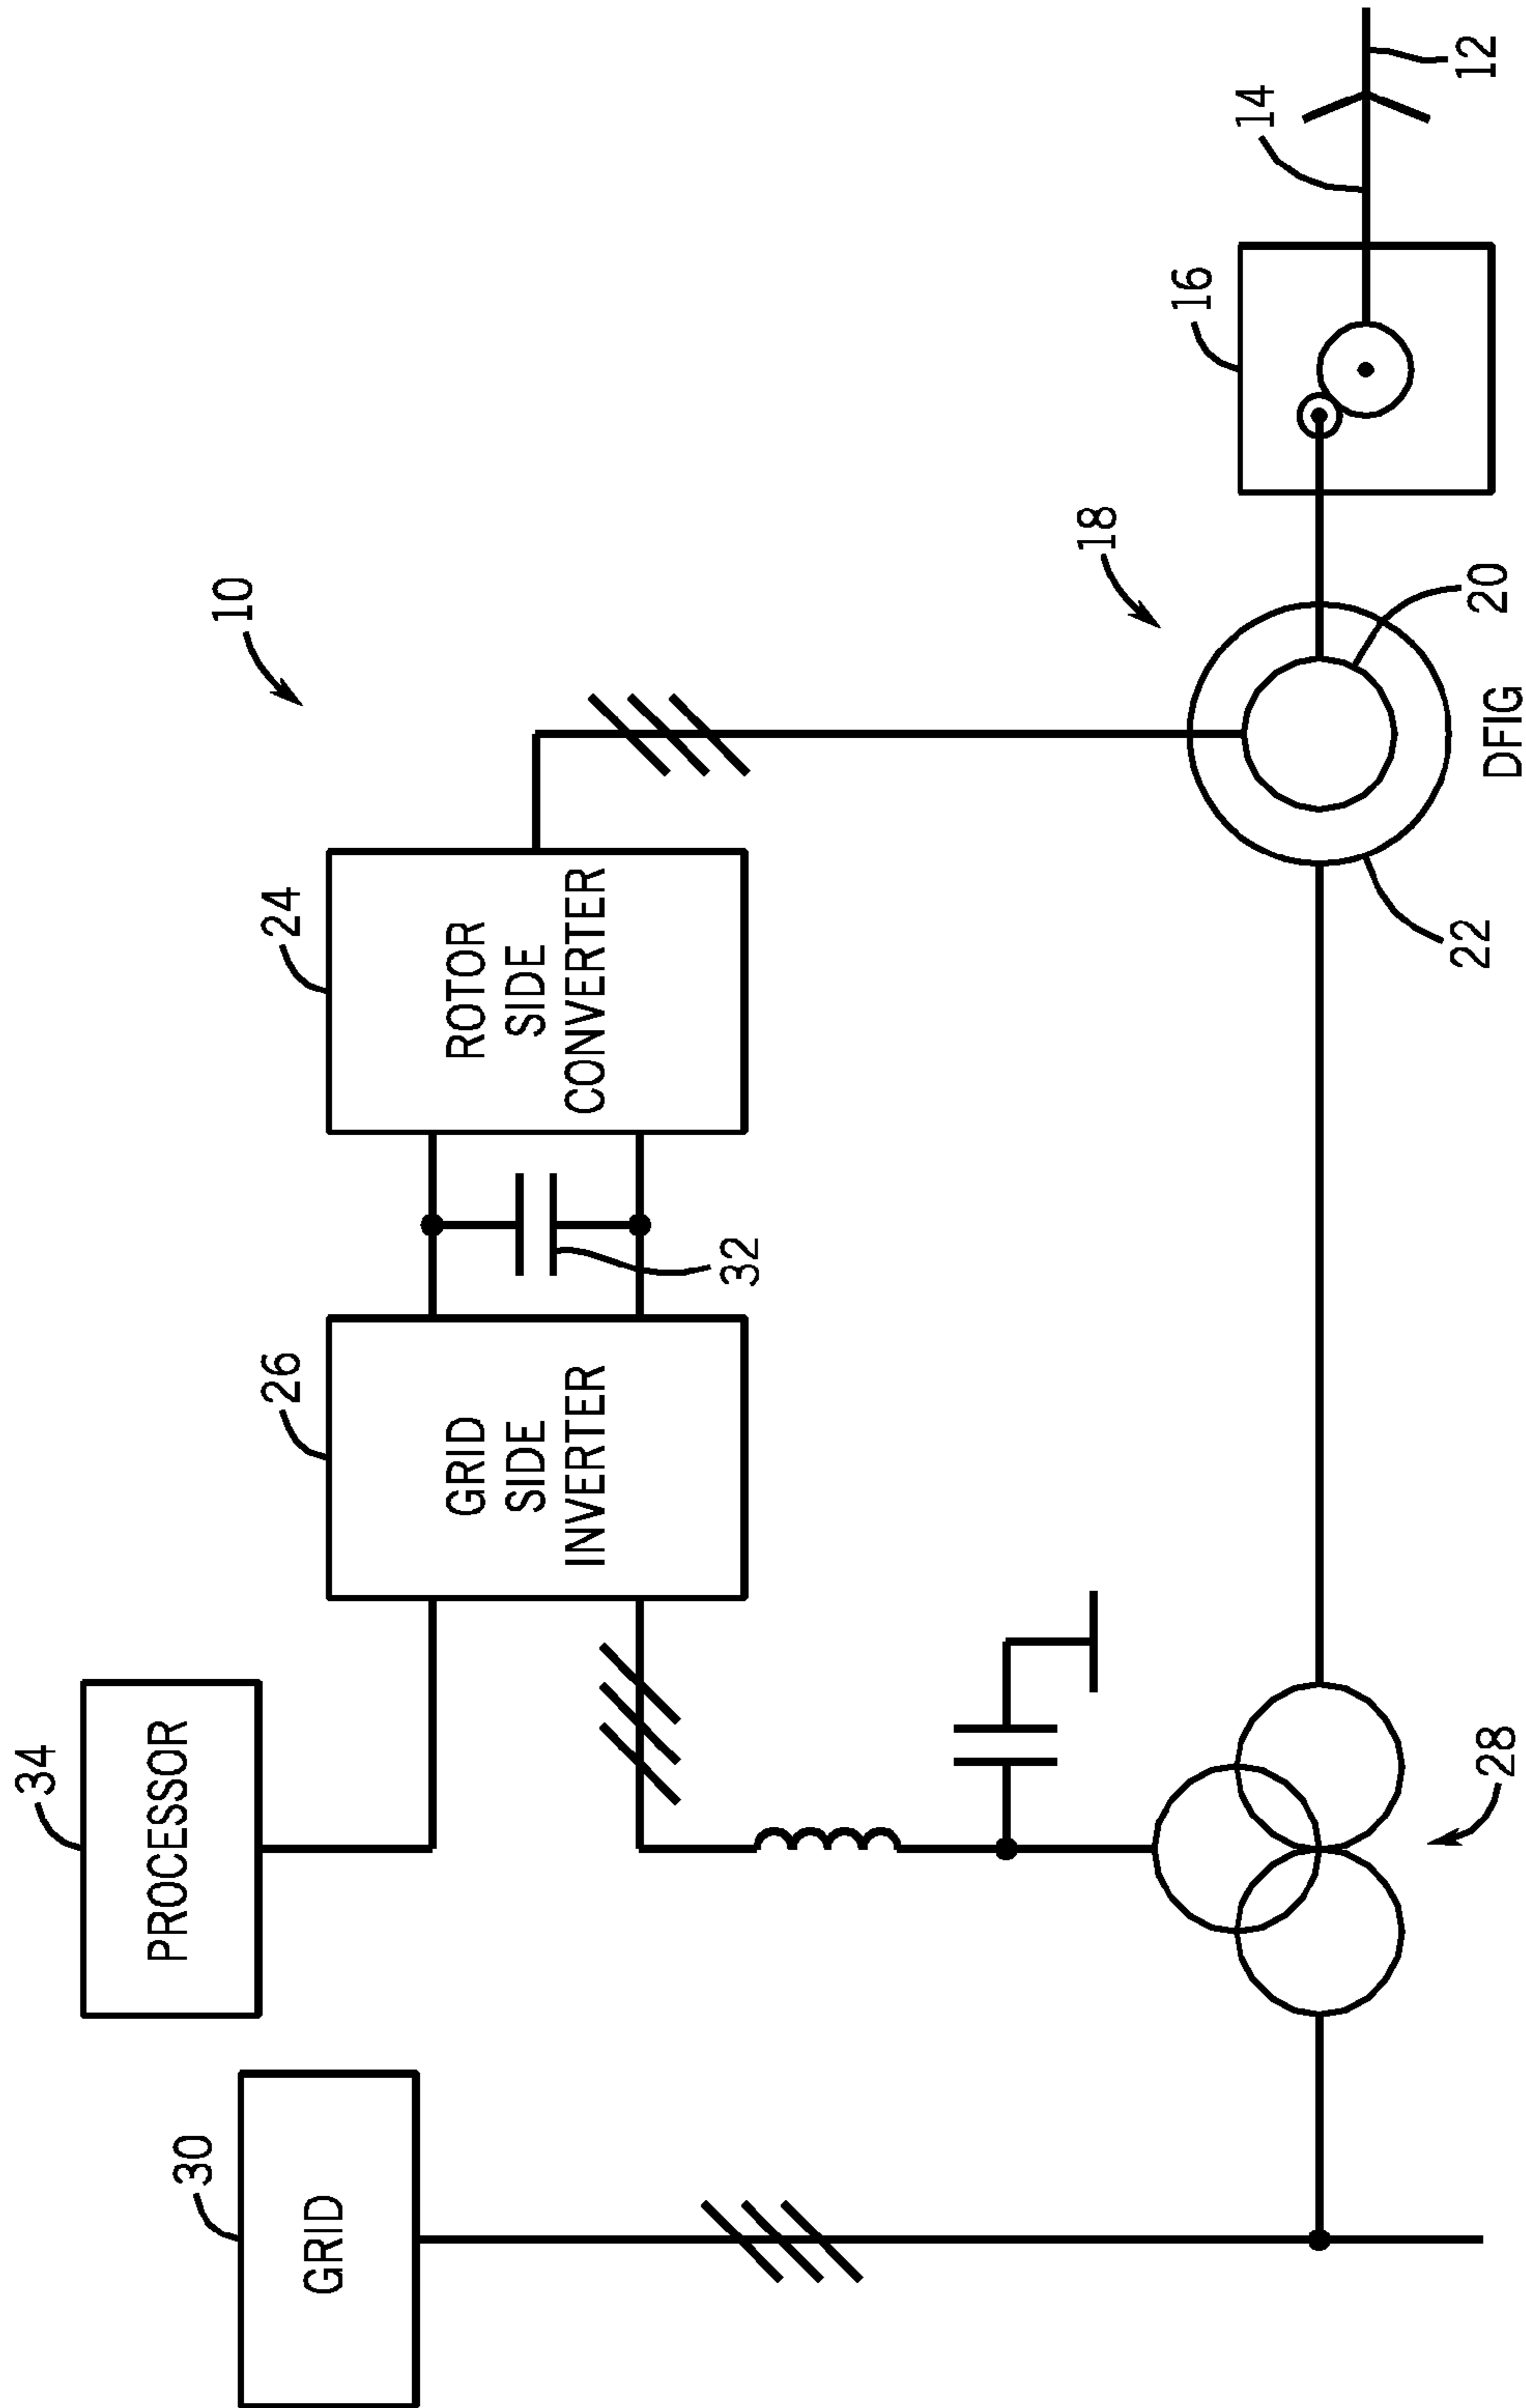 30
GRID
34
PROCESSOR
10
26
GRID
SIDE
INVERTER
24
ROTOR
SIDE
CONVERTER
32
28
18
16
14
12
22
20
DFIG